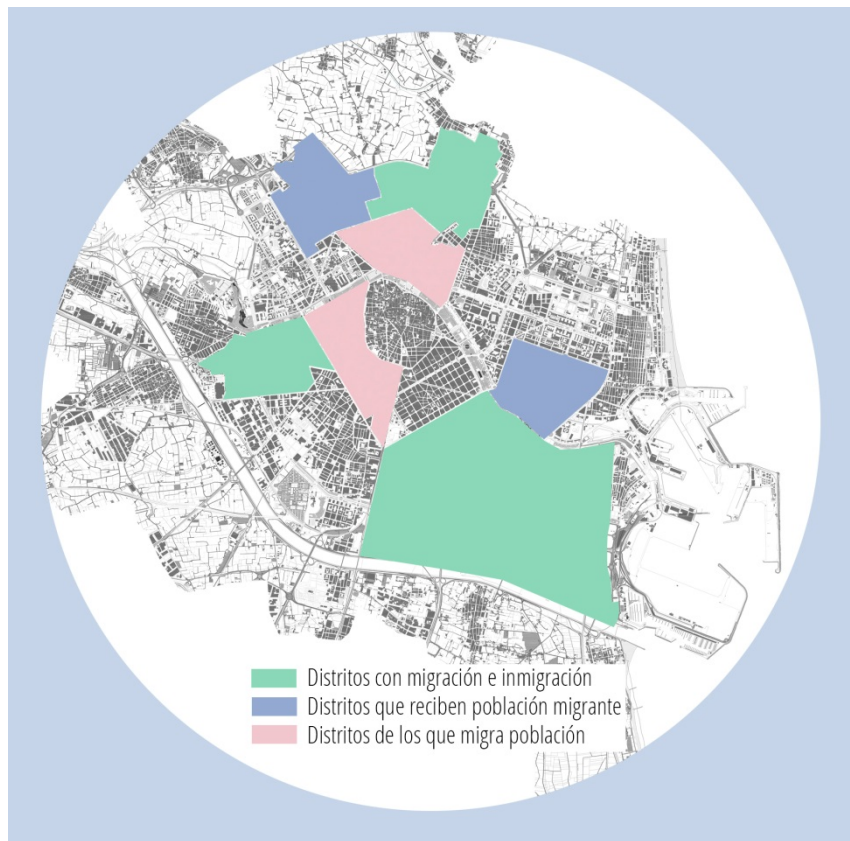 Distritos con migración e inmigración
Distritos que reciben población migrante
Distritos de los que migra población